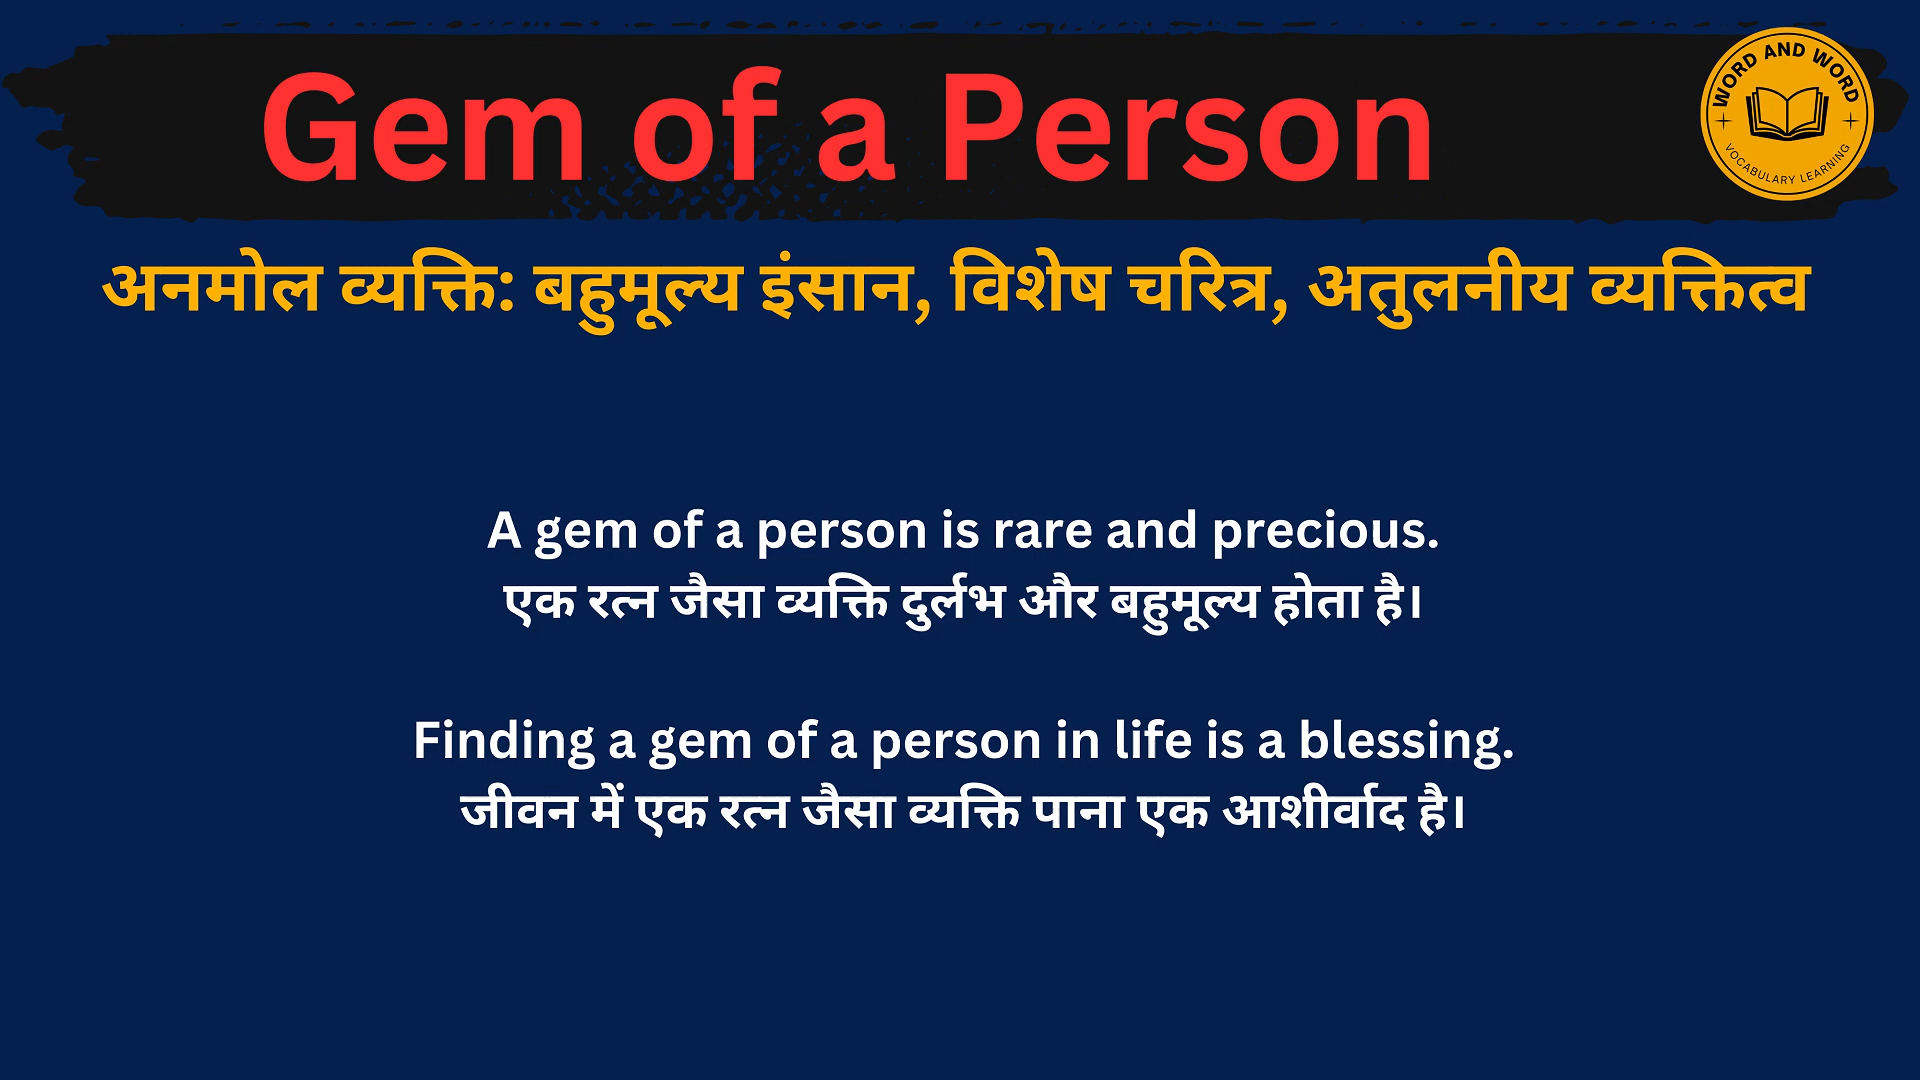 Gem of a Person
WORD AND WORD
VOCABULARY LEARNING
अनमोल व्यक्ति: बहुमूल्य इंसान, विशेष चरित्र, अतुलनीय व्यक्तित्व
A gem of a person is rare and precious.
एक रत्न जैसा व्यक्ति दुर्लभ और बहुमूल्य होता है।
Finding a gem of a person in life is a blessing.
जीवन में एक रत्न जैसा व्यक्ति पाना एक आशीर्वाद है।